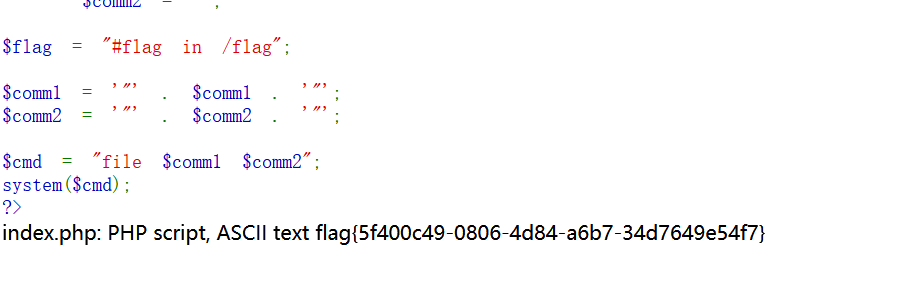 $comm2 = ' ';
$flag = "#flag in /flag";
$comm1 = '"' . $comm1 . '"';
$comm2 = '"' . $comm2 . '"';
$cmd = "file $comm1 $comm2";
system($cmd);
?>
index.php: PHP script, ASCII text flag{5f400c49-0806-4d84-a6b7-34d7649e54f7}